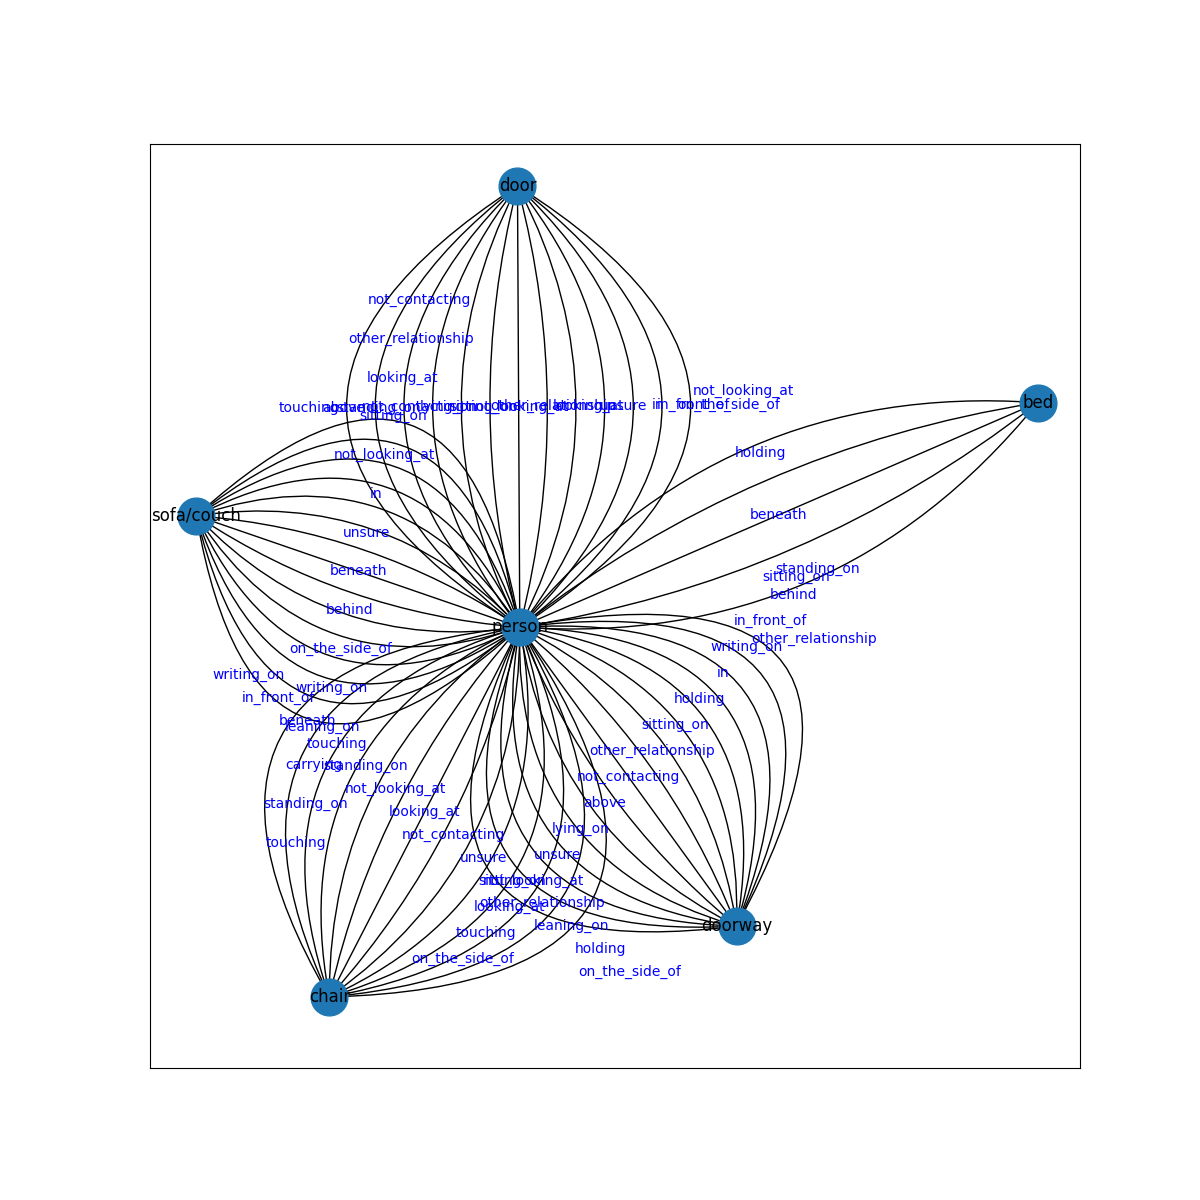 door
not_contacting
other_relationship
looking_at
not_looking_at
bed
touching
in_front_of
on_the_side_of
sitting_on
holding
not_looking_at
in
sofa/couch
beneath
unsure
standing_on
beneath
sitting_on
behind
behind
in_front_of
person
other_relationship
on_the_side_of
writing_on
writing_on
in
writing_on
in_front_of
holding
beneath
leaning_on
sitting_on
touching
other_relationship
carrying
standing_on
not_contacting
not_looking_at
standing_on
above
looking_at
lying_on
not_contacting
touching
unsure
unsure
sitting_on
not_looking_at
other_relationship
looking_at
leaning_on
doorway
touching
holding
on_the_side_of
on_the_side_of
chair